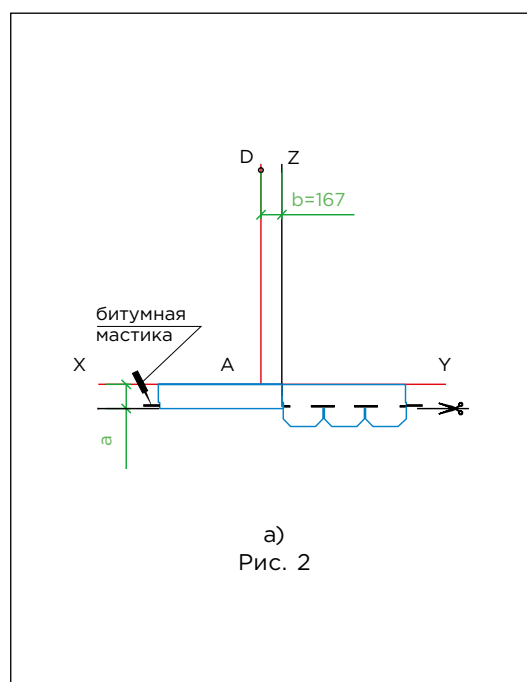 D Z
b=167
битумная
мастика
X A Y
a
а)
Рис. 2